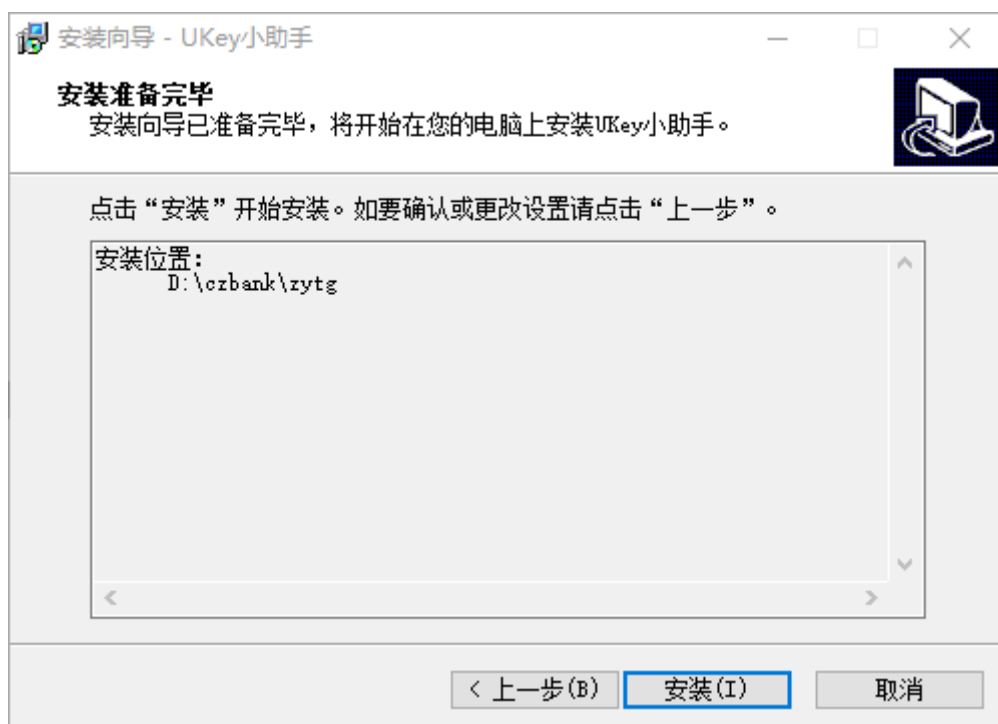 安装向导 - UKey小助手
安装准备完毕
安装向导已准备完毕，将开始在您的电脑上安装UKey小助手。
点击“安装”开始安装。如要确认或更改设置请点击“上一步”。
安装位置：
D:\czbank\zytg
< 上一步(B)
安装(I)
取消